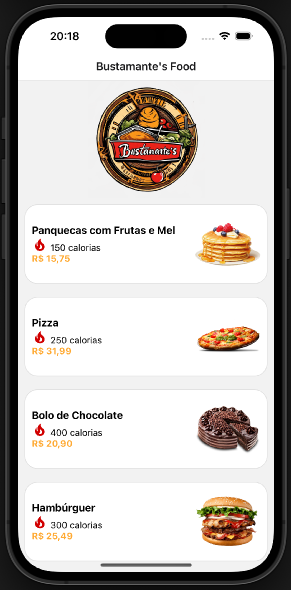 20:18
Bustamante's Food
Bustamante's
Panquecas com Frutas e Mel
150 calorias
R$ 15,75
Pizza
250 calorias
R$ 31,99
Bolo de Chocolate
400 calorias
R$ 20,90
Hambúrguer
300 calorias
R$ 25,49